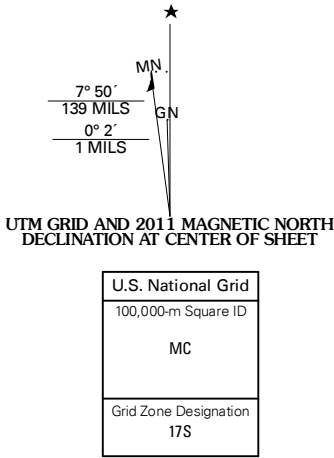 ★
MN
7° 50´
139 MILS
GN
0° 2´
1 MILS
UTM GRID AND 2011 MAGNETIC NORTH
DECLINATION AT CENTER OF SHEET
U.S. National Grid
100,000-m Square ID
MC
Grid Zone Designation
17S